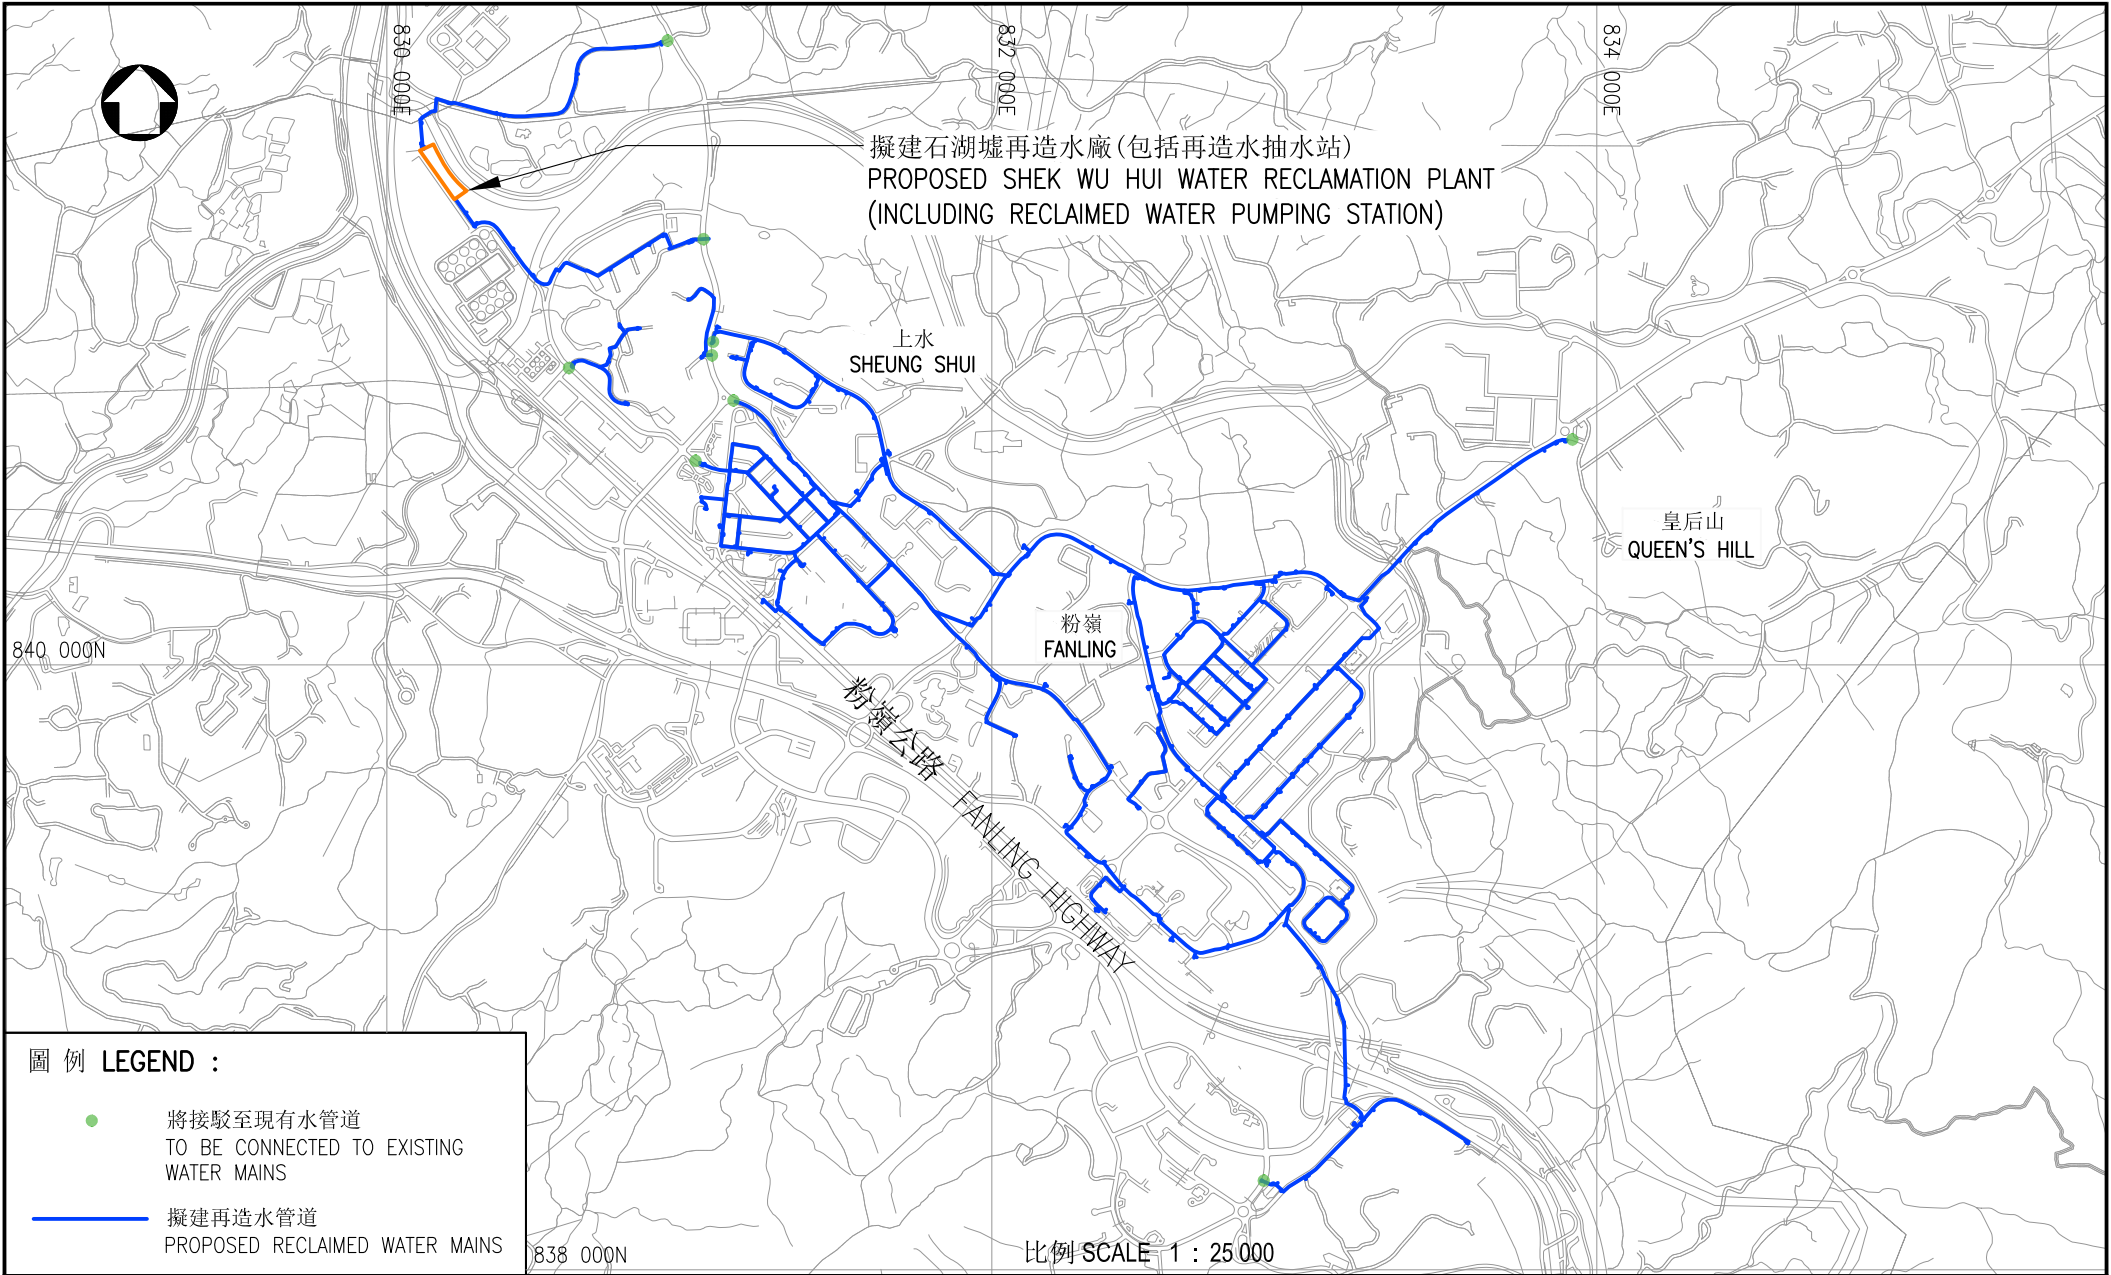 830 000E
832 000E
834 000E
擬建石湖墟再造水廠(包括再造水抽水站)
PROPOSED SHEK WU HUI WATER RECLAMATION PLANT
(INCLUDING RECLAIMED WATER PUMPING STATION)
上水
SHEUNG SHUI
皇后山
QUEEN'S HILL
粉嶺
FANLING
840 000N
粉嶺公路 FANLING HIGHWAY
圖例 LEGEND :
將接駁至現有水管道
TO BE CONNECTED TO EXISTING
WATER MAINS
擬建再造水管道
PROPOSED RECLAIMED WATER MAINS
838 000N
比例 SCALE 1 : 25 000